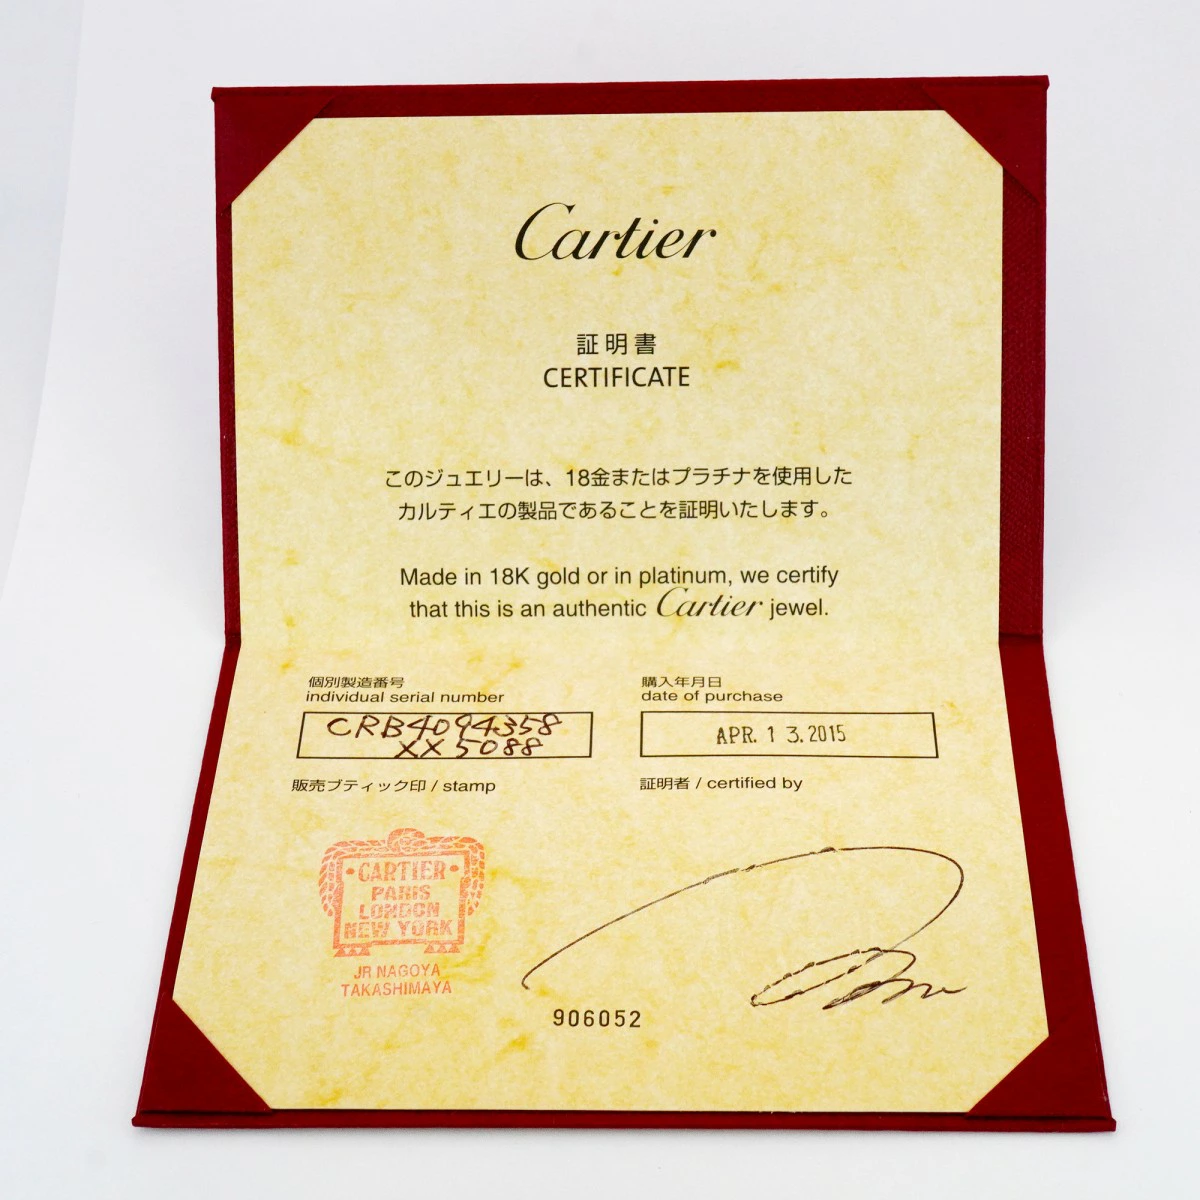 Cartier
証明書
CERTIFICATE
このジュエリーは、18金またはプラチナを使用した
カルティエの製品であることを証明いたします。
Made in 18K gold or in platinum, we certify
that this is an authentic Cartier jewel.
個別製造番号
individual serial number
CRB4094358
XX5088
購入年月日
date of purchase
APR. 1 3. 2015
販売ブティック印 / stamp
証明者 / certified by
·CARTIER·
PARIS
LONDON
NEW YORK
JR NAGOYA
TAKASHIMAYA
906052